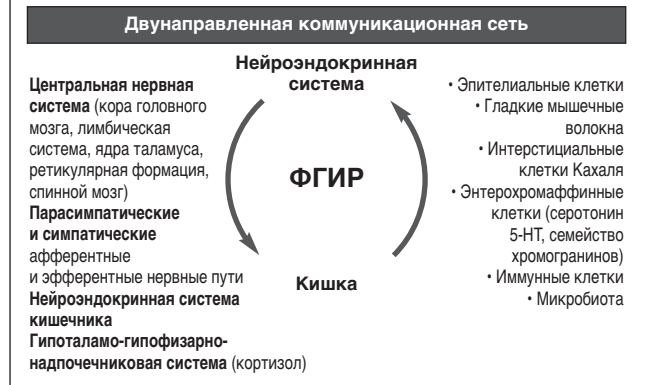 Двунаправленная коммуникационная сеть
Нейроэндокринная
система
Центральная нервная
система (кора головного
мозга, лимбическая
система, ядра таламуса,
ретикулярная формация,
спинной мозг)
Парасимпатические
и симпатические
афферентные
и эфферентные нервные пути
Нейроэндокринная система
кишечника
Гипоталамо-гипофизарно-
надпочечниковая система (кортизол)
ФГИР
Кишка
• Эпителиальные клетки
• Гладкие мышечные
волокна
• Интерстициальные
клетки Кахаля
• Энтерохромаффинные
клетки (серотонин
5-НТ, семейство
хромогранинов)
• Иммунные клетки
• Микробиота